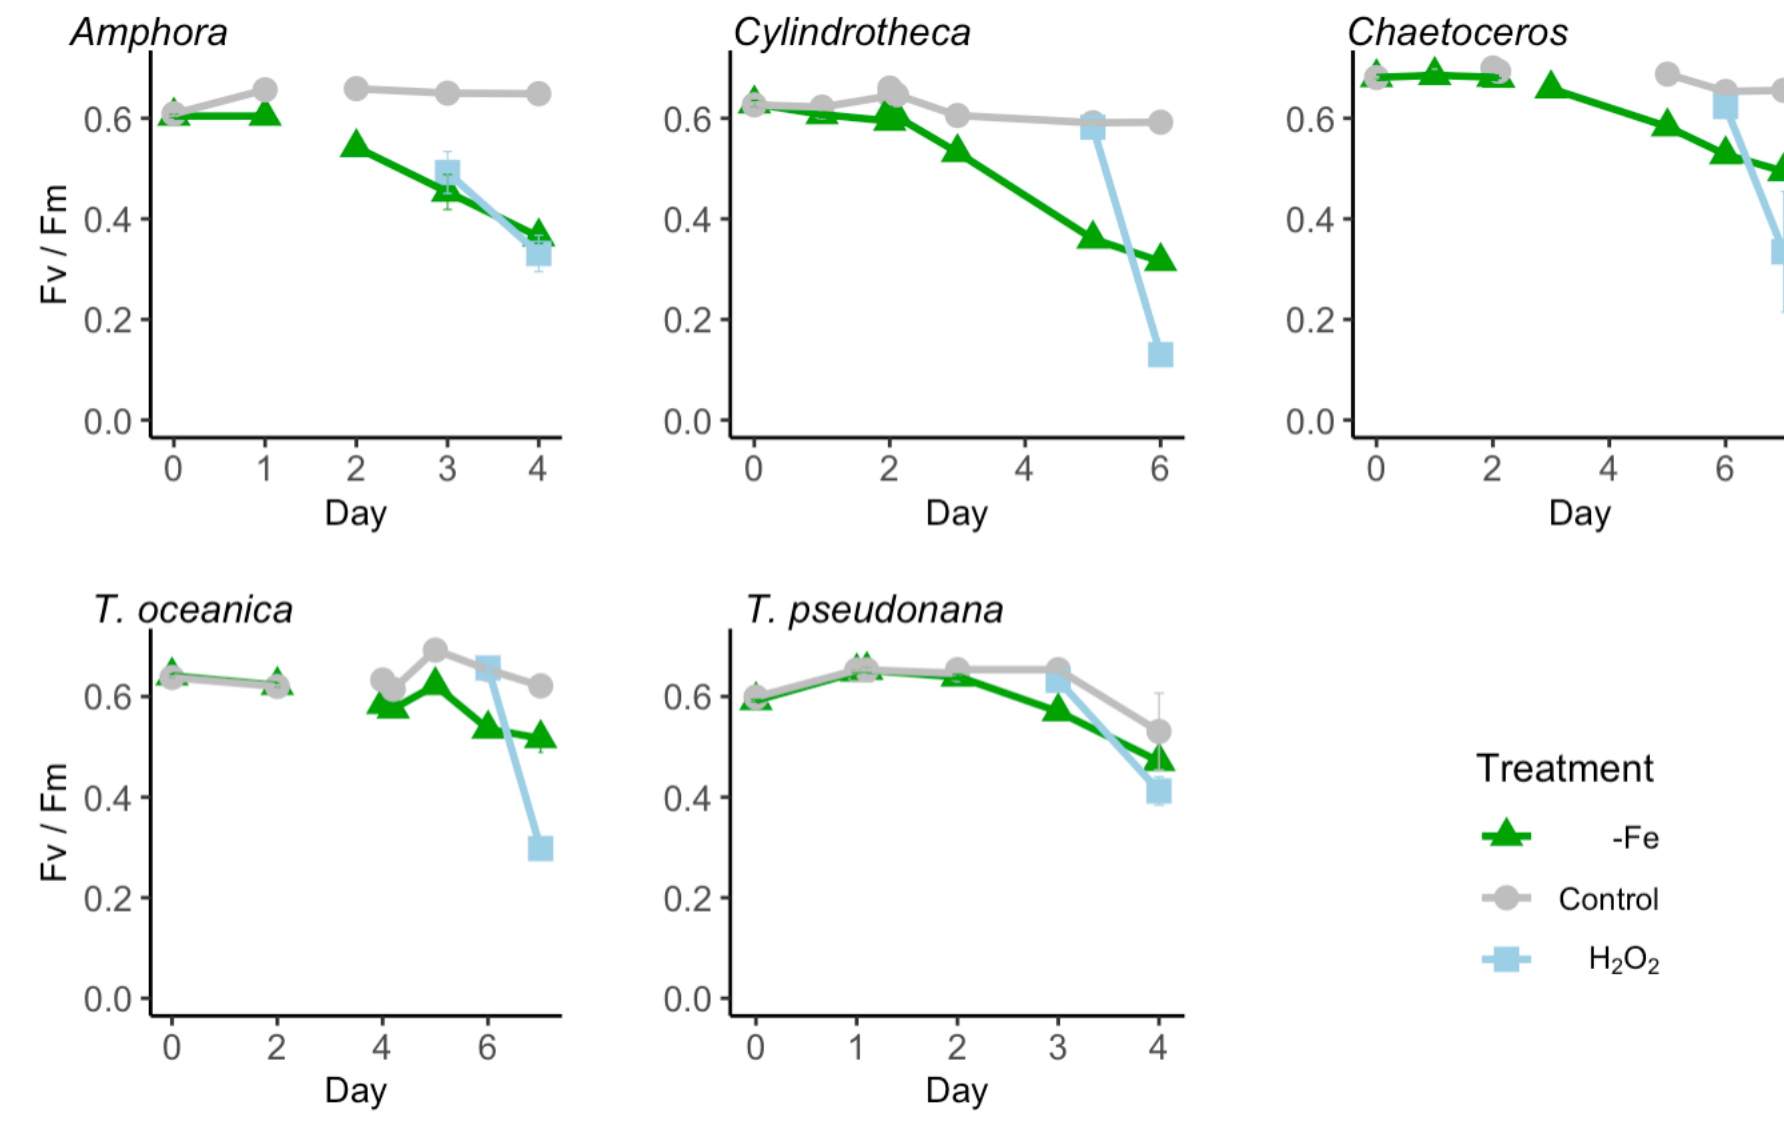 Amphora
Cylindrotheca
Chaetoceros
Fv / Fm
0.6
0.4
0.2
0.0
0 1 2 3 4
Day
0.6
0.4
0.2
0.0
0 2 4 6
Day
0.6
0.4
0.2
0.0
0 2 4 6
Day
T. oceanica
T. pseudonana
Fv / Fm
0.6
0.4
0.2
0.0
0 2 4 6
Day
0.6
0.4
0.2
0.0
0 1 2 3 4
Day
Treatment
-Fe
Control
H₂O₂